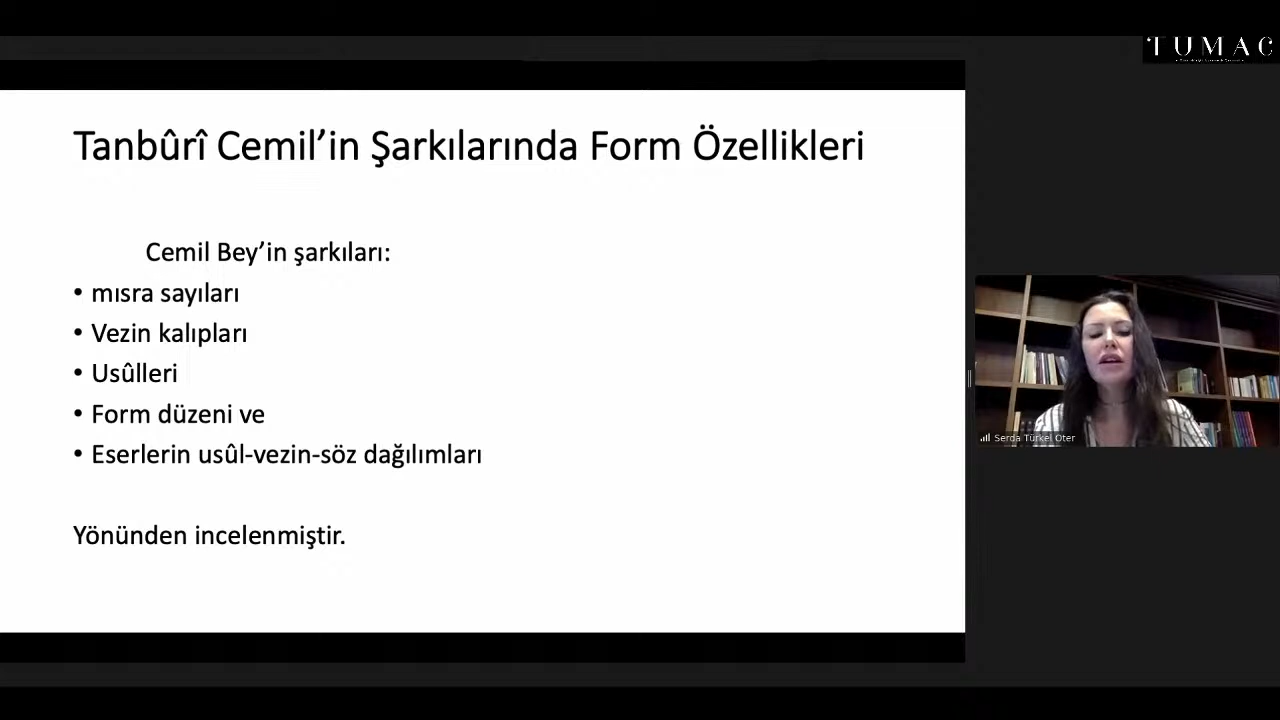 TUMAC
Tanbûrî Cemil’in Şarkılarında Form Özellikleri
Cemil Bey’in şarkıları:
• mısra sayıları
• Vezin kalıpları
• Usûlleri
• Form düzeni ve
• Eserlerin usûl-vezin-söz dağılımları
Yönünden incelenmiştir.
Serda Türkel Oter